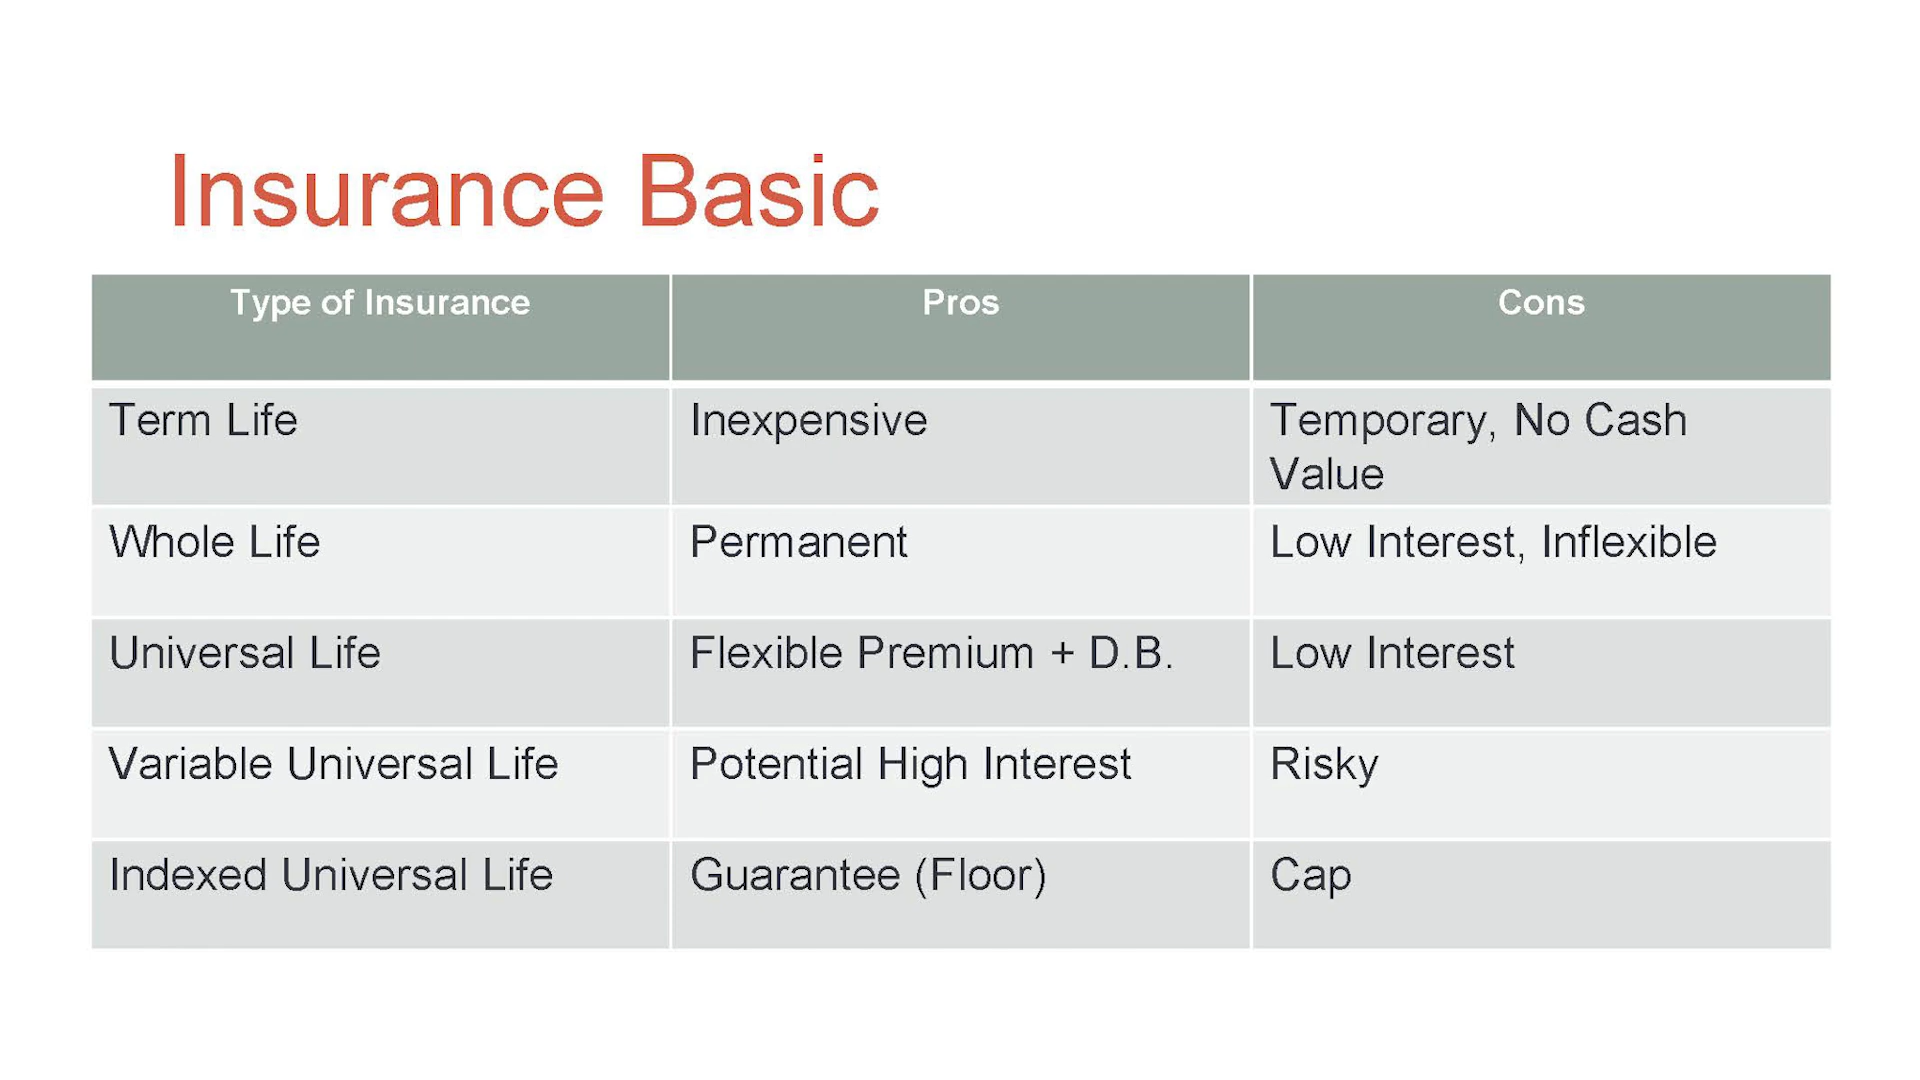 Insurance Basic
Type of Insurance
Pros
Cons
Term Life
Inexpensive
Temporary, No Cash
Value
Whole Life
Permanent
Low Interest, Inflexible
Universal Life
Flexible Premium + D.B.
Low Interest
Variable Universal Life
Potential High Interest
Risky
Indexed Universal Life
Guarantee (Floor)
Cap